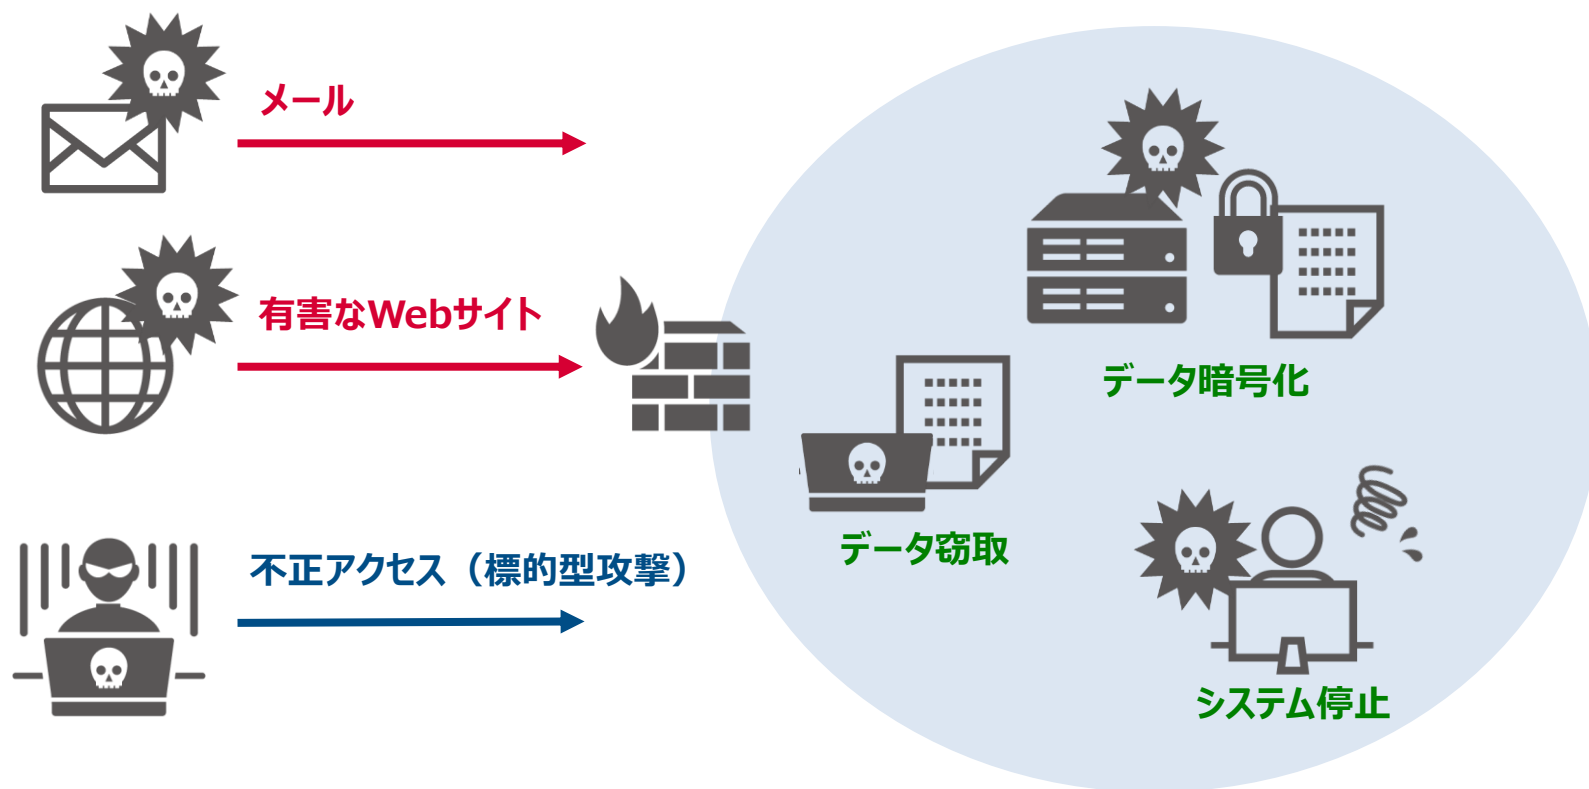 メール
有害なWebサイト
データ暗号化
不正アクセス（標的型攻撃）
データ窃取
システム停止